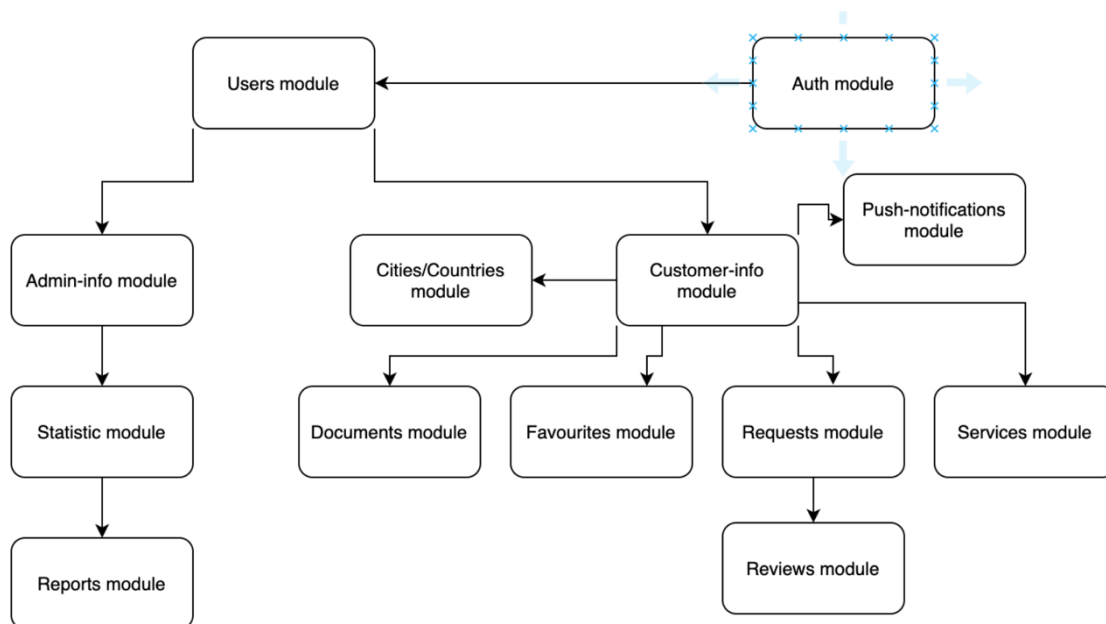 Users module
Auth module
Push-notifications
module
Admin-info module
Cities/Countries
module
Customer-info
module
Statistic module
Documents module
Favourites module
Requests module
Services module
Reports module
Reviews module